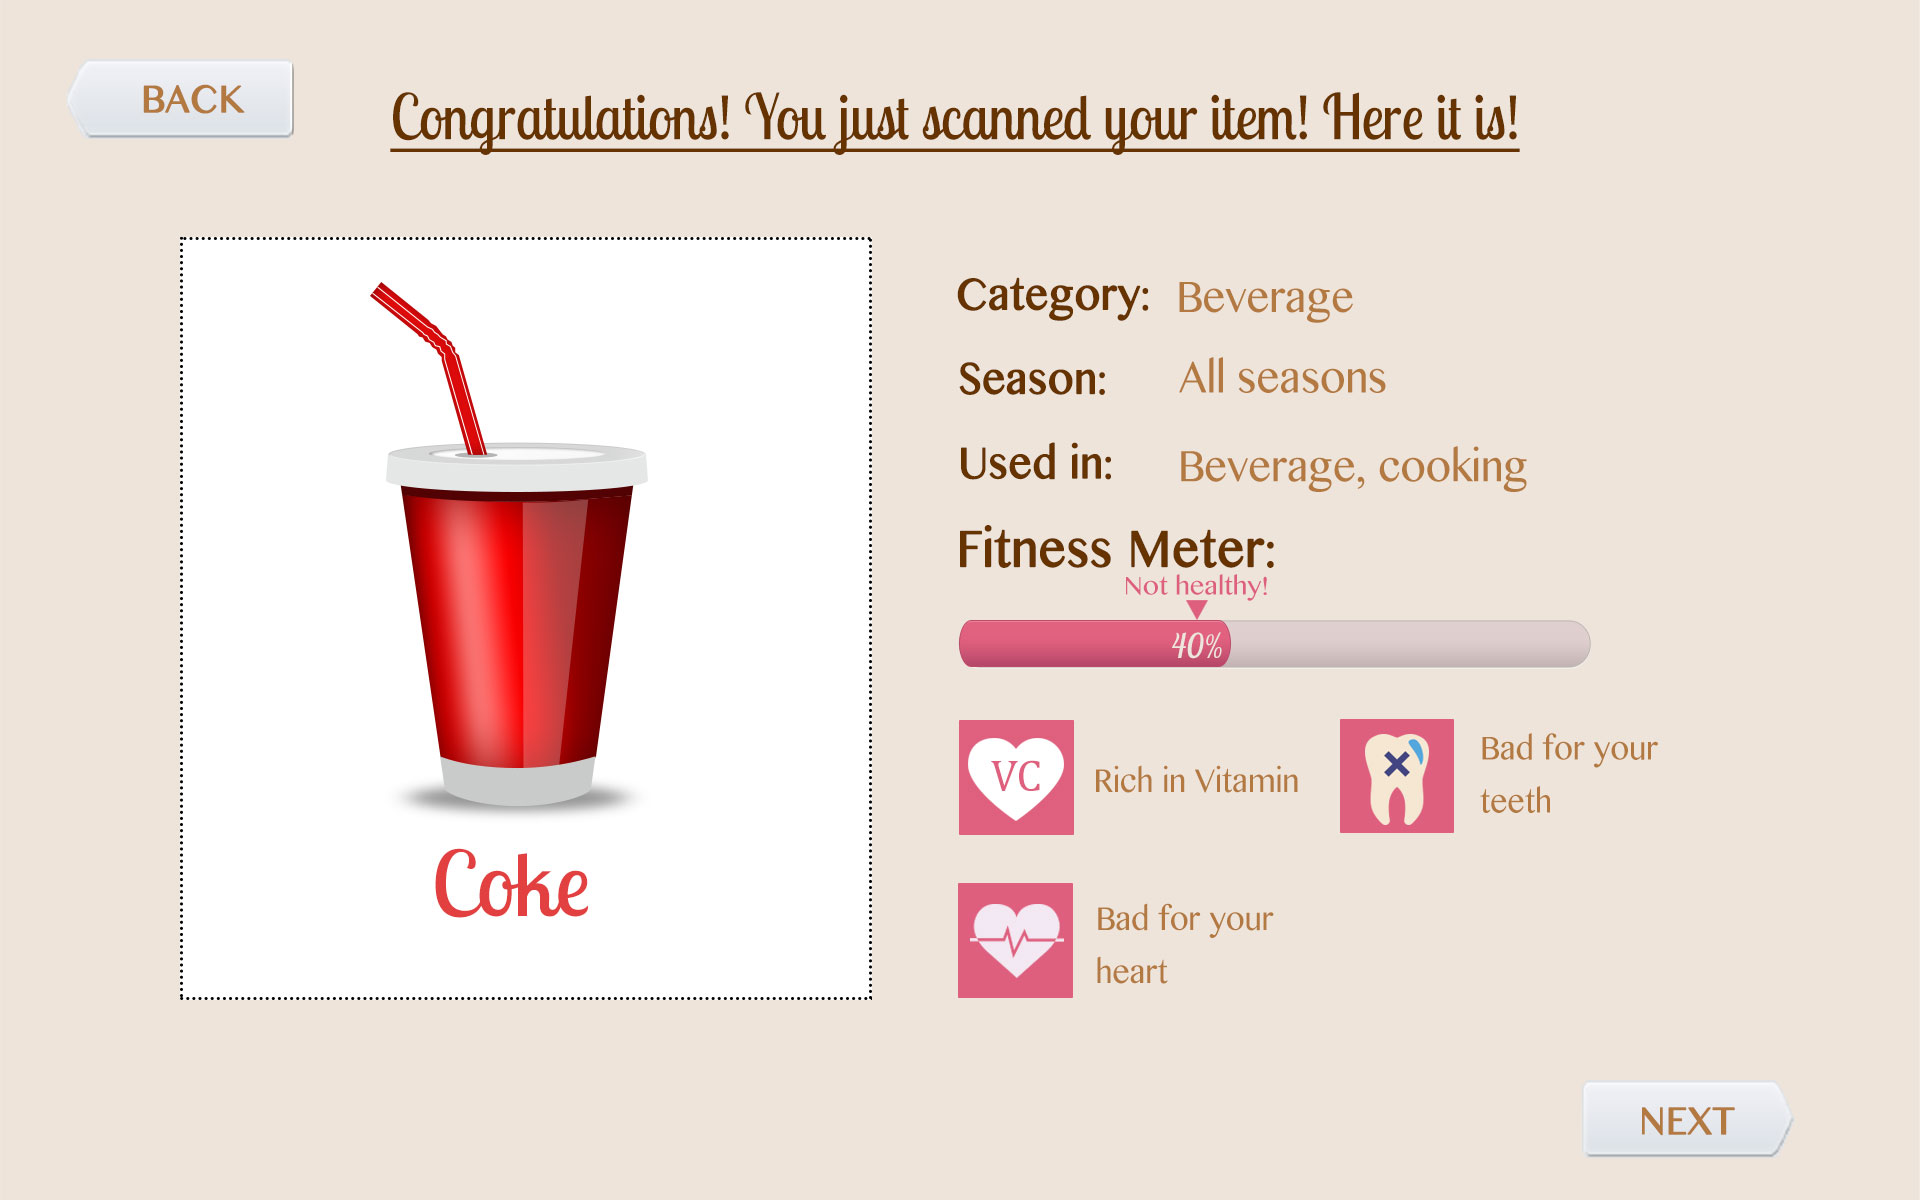 BACK
Congratulations! You just scanned your item! Here it is!
Category: Beverage
Season: All seasons
Used in: Beverage, cooking
Fitness Meter:
Not healthy!
40%
VC
Rich in Vitamin
Bad for your
teeth
Bad for your
heart
Coke
NEXT